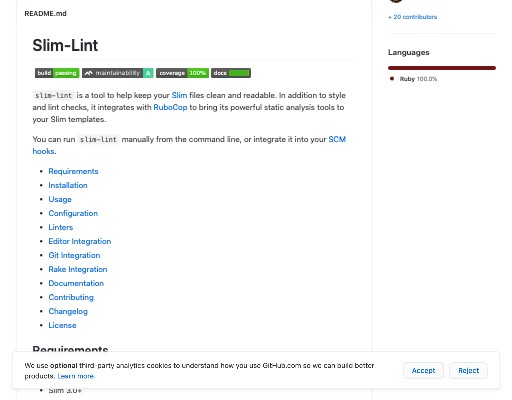 README.md
+ 20 contributors
Slim-Lint
Languages
Ruby 100.0%
build passing maintainability A coverage 100% docs
slim-lint is a tool to help keep your Slim files clean and readable. In addition to style
and lint checks, it integrates with RuboCop to bring its powerful static analysis tools to
your Slim templates.
You can run slim-lint manually from the command line, or integrate it into your SCM
hooks.
• Requirements
• Installation
• Usage
• Configuration
• Linters
• Editor Integration
• Git Integration
• Rake Integration
• Documentation
• Contributing
• Changelog
• License
Requirements
We use optional third-party analytics cookies to understand how you use GitHub.com so we can build better
products. Learn more.
Accept
Reject
• Slim 3.0+